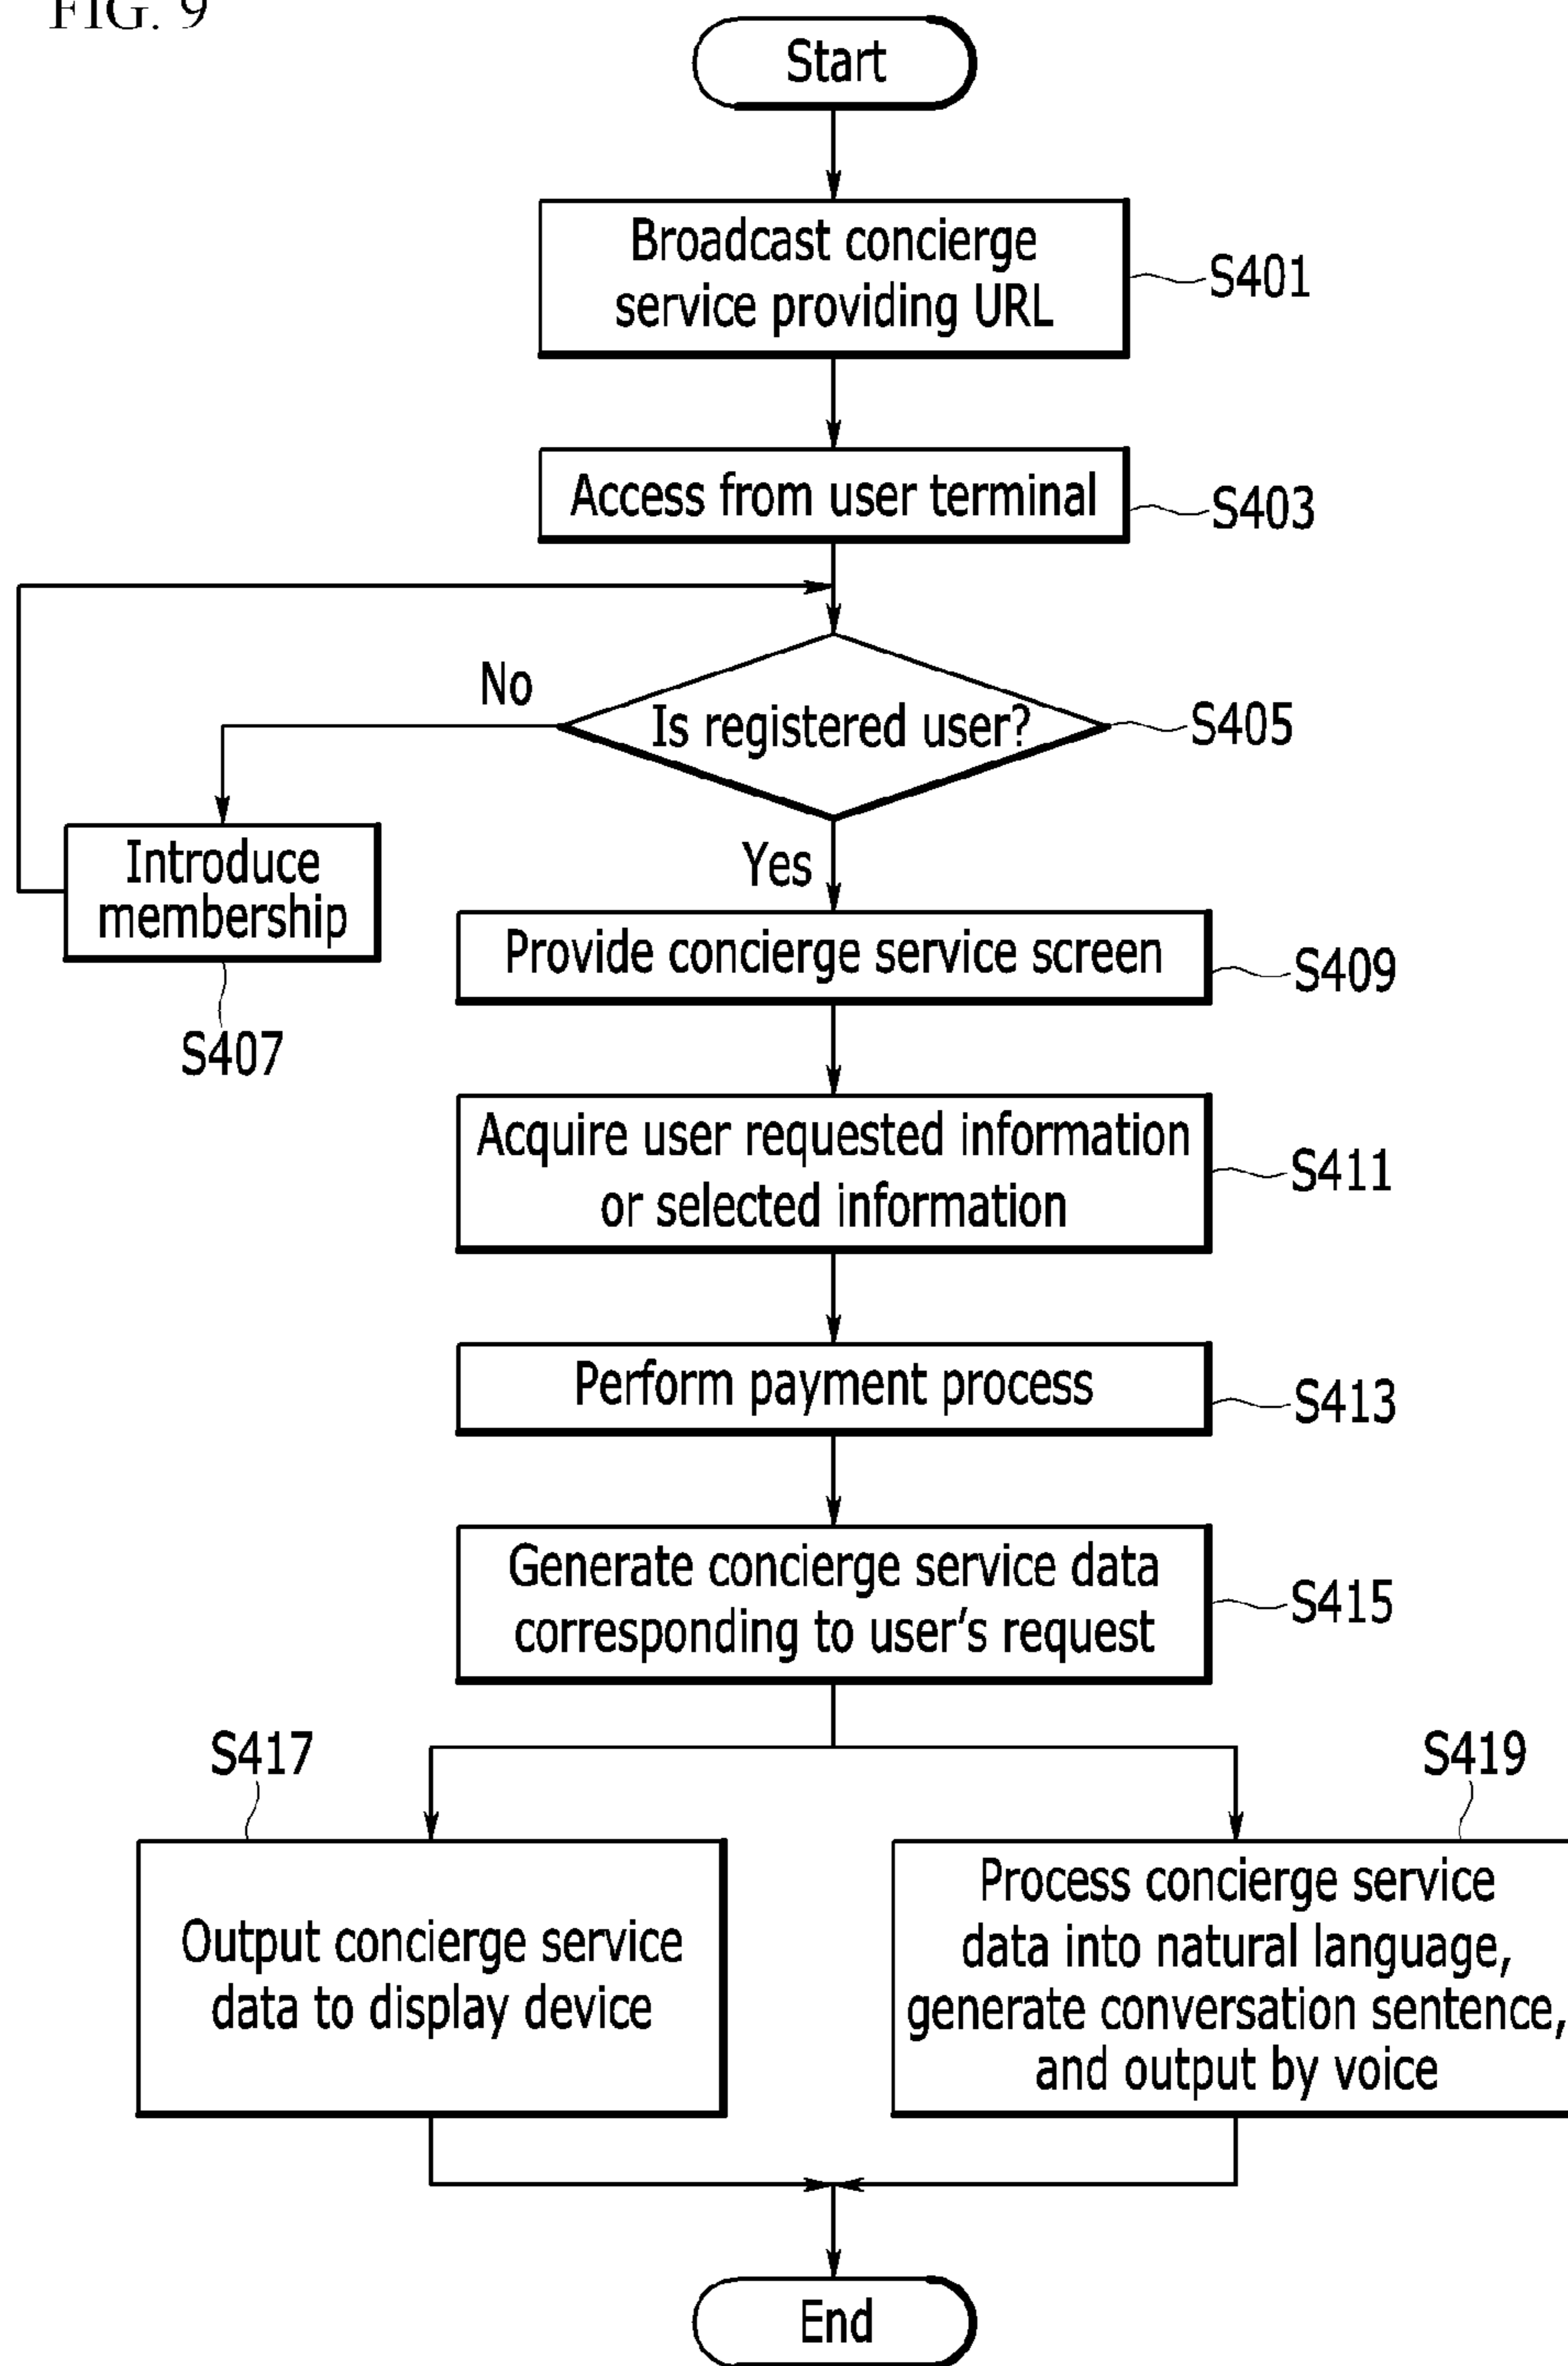 FIG. 9
Start
Broadcast concierge
service providing URL
S401
Access from user terminal
S403
No
Is registered user?
S405
Introduce
membership
S407
Yes
Provide concierge service screen
S409
Acquire user requested information
or selected information
S411
Perform payment process
S413
Generate concierge service data
corresponding to user's request
S415
S417
Output concierge service
data to display device
S419
Process concierge service
data into natural language,
generate conversation sentence,
and output by voice
End